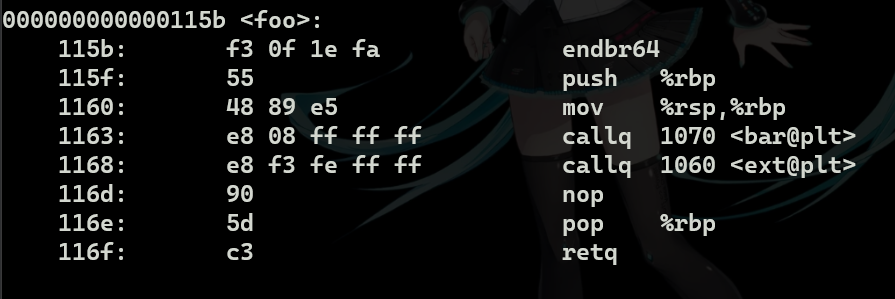 000000000000115b <foo>:
    115b:       f3 0f 1e fa             endbr64
    115f:       55                      push   %rbp
    1160:       48 89 e5                mov    %rsp,%rbp
    1163:       e8 08 ff ff ff          callq  1070 <bar@plt>
    1168:       e8 f3 fe ff ff          callq  1060 <ext@plt>
    116d:       90                      nop
    116e:       5d                      pop    %rbp
    116f:       c3                      retq